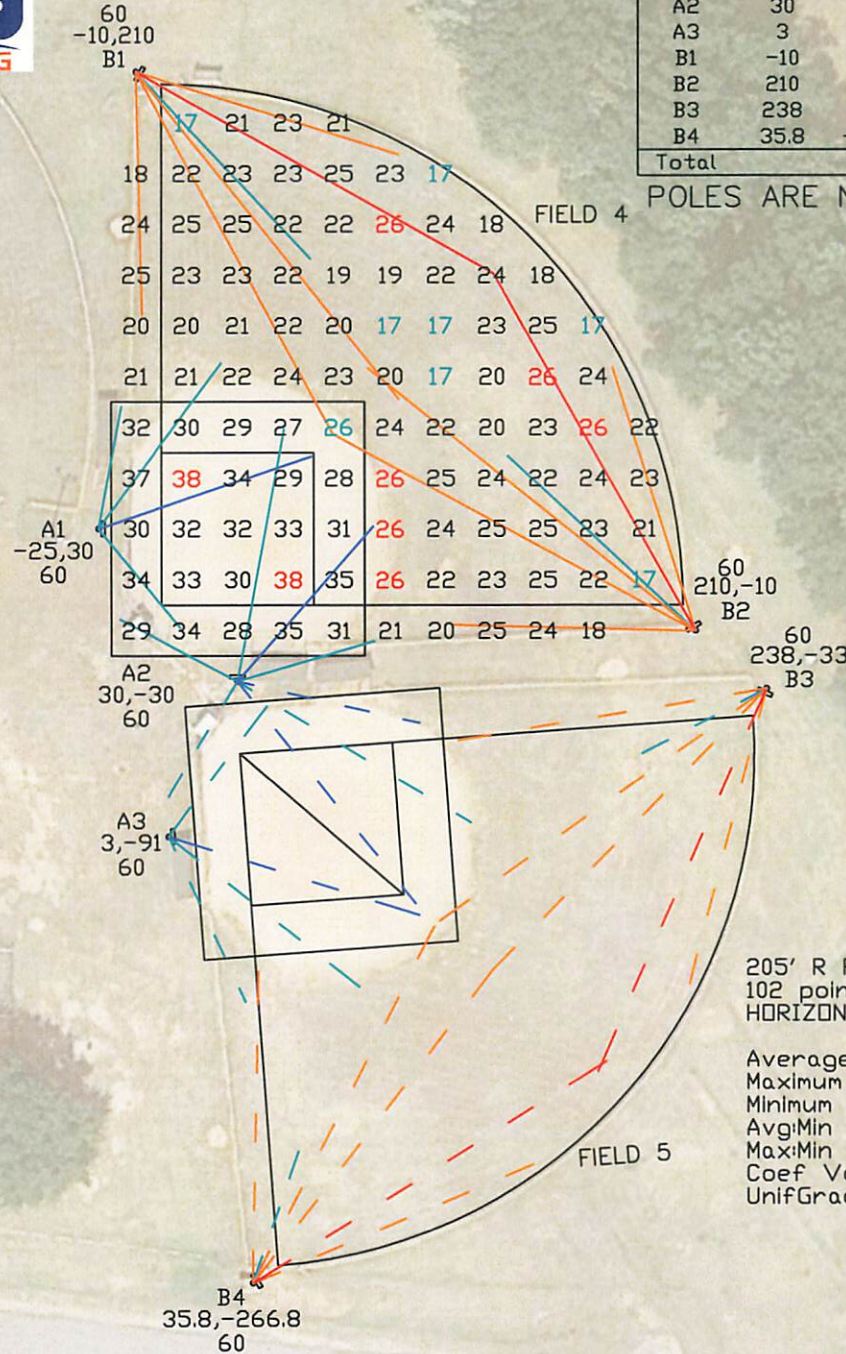 G
60
-10,210
B1
A2 30
A3 3
B1 -10
B2 210
B3 238
B4 35.8
Total
POLES ARE
17 21 23 21
18 22 23 23 25 23 17
24 25 25 22 22 26 24 18
FIELD 4
25 23 23 22 19 19 22 24 18
20 20 21 22 20 17 17 23 25 17
21 21 22 24 23 20 17 20 26 24
32 30 29 27 26 24 22 20 23 26 22
37 38 34 29 28 26 25 24 22 24 23
A1
-25,30
60
30 32 32 33 31 26 24 25 25 23 21
34 33 30 38 35 26 22 23 25 22 17
60
210,-10
B2
29 34 28 35 31 21 20 25 24 18
A2
30,-30
60
60
238,-33
B3
A3
3,-91
60
205' R
102
Average
Maximum
Minimum
Avg:Min
Max:Min
Coef
FIELD 5
B4
35.8,-266.8
60